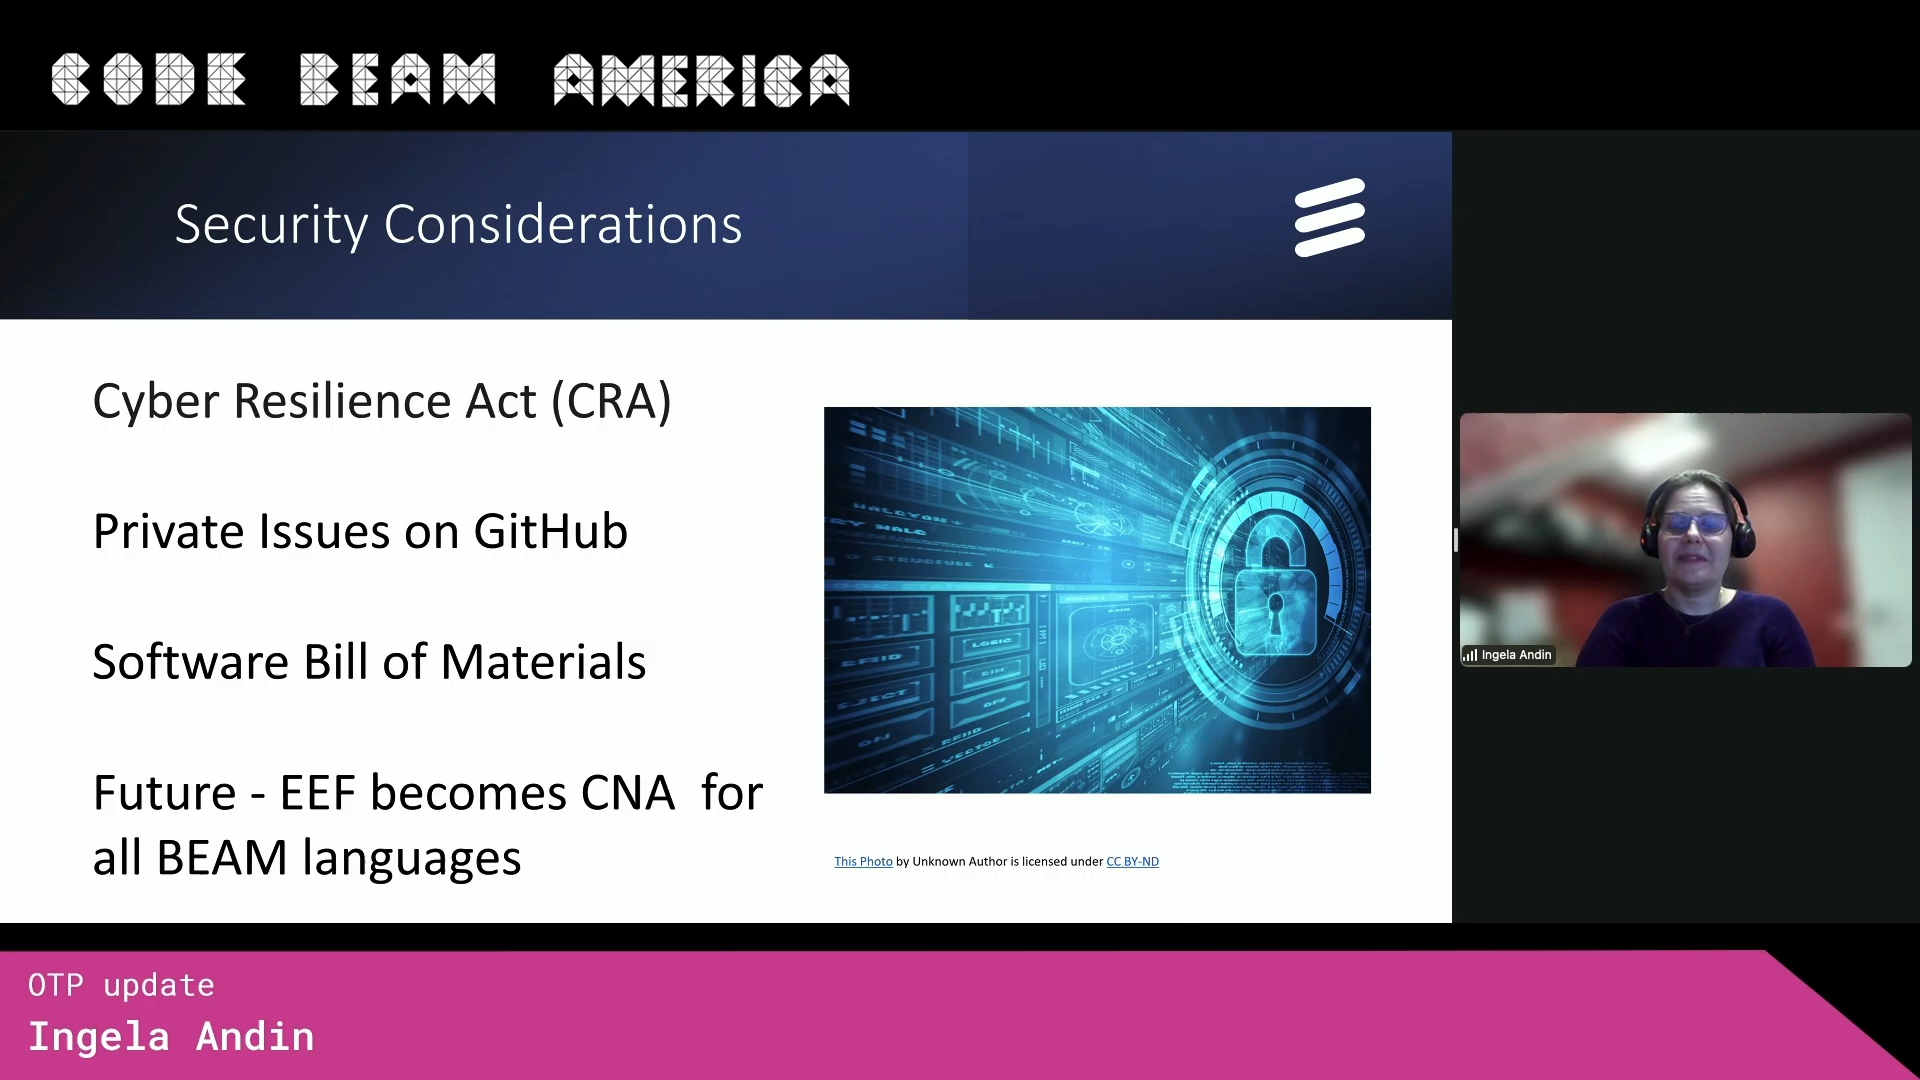 CODE BEAM AMERICA
Security Considerations
Cyber Resilience Act (CRA)
Private Issues on GitHub
Software Bill of Materials
Future - EEF becomes CNA for
all BEAM languages
This Photo by Unknown Author is licensed under CC BY-ND
Ingela Andin
OTP update
Ingela Andin